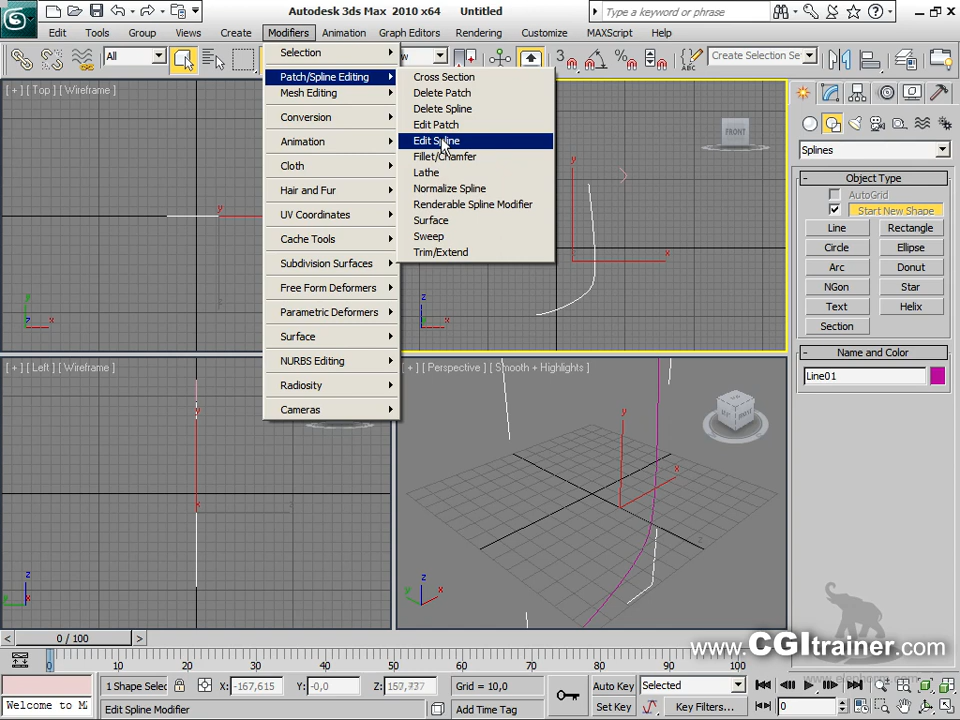 Autodesk 3ds Max 2010 x64 Untitled
Type a keyword or phrase
Edit Tools Group Views Create Modifiers Animation Graph Editors Rendering Customize MAXScript Help
All
Create Selection Se
[ + ] [ Top ] [ Wireframe ]
Selection
Patch/Spline Editing
Mesh Editing
Conversion
Animation
Cloth
Hair and Fur
UV Coordinates
Cache Tools
Subdivision Surfaces
Free Form Deformers
Parametric Deformers
Surface
NURBS Editing
Radiosity
Cameras
Cross Section
Delete Patch
Delete Spline
Edit Patch
Edit Spline
Fillet/Chamfer
Lathe
Normalize Spline
Renderable Spline Modifier
Surface
Sweep
Trim/Extend
FRONT
Splines
Object Type
AutoGrid
Start New Shape
Line Rectangle
Circle Ellipse
Arc Donut
NGon Star
Text Helix
Section
Name and Color
Line01
[ + ] [ Left ] [ Wireframe ]
[ + ] [ Perspective ] [ Smooth + Highlights ]
0 / 100
www.CGItrainer.com
0 10 20 30 40 50 60 70 80 90 100
1 Shape Selec X: -167,615 Y: -0,0 Z: 157,737 Grid = 10,0 Auto Key Selected
Welcome to M Edit Spline Modifier Add Time Tag Set Key Key Filters... 0